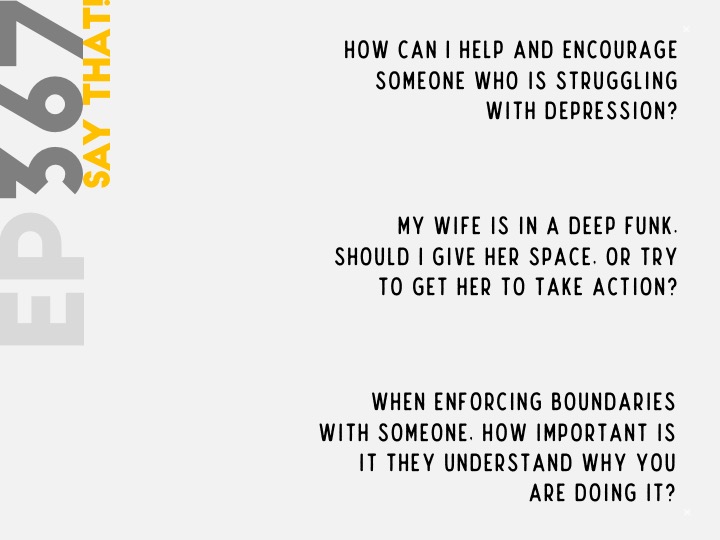 EP 367
SAY THAT!
HOW CAN I HELP AND ENCOURAGE
SOMEONE WHO IS STRUGGLING
WITH DEPRESSION?
MY WIFE IS IN A DEEP FUNK.
SHOULD I GIVE HER SPACE, OR TRY
TO GET HER TO TAKE ACTION?
WHEN ENFORCING BOUNDARIES
WITH SOMEONE, HOW IMPORTANT IS
IT THEY UNDERSTAND WHY YOU
ARE DOING IT?